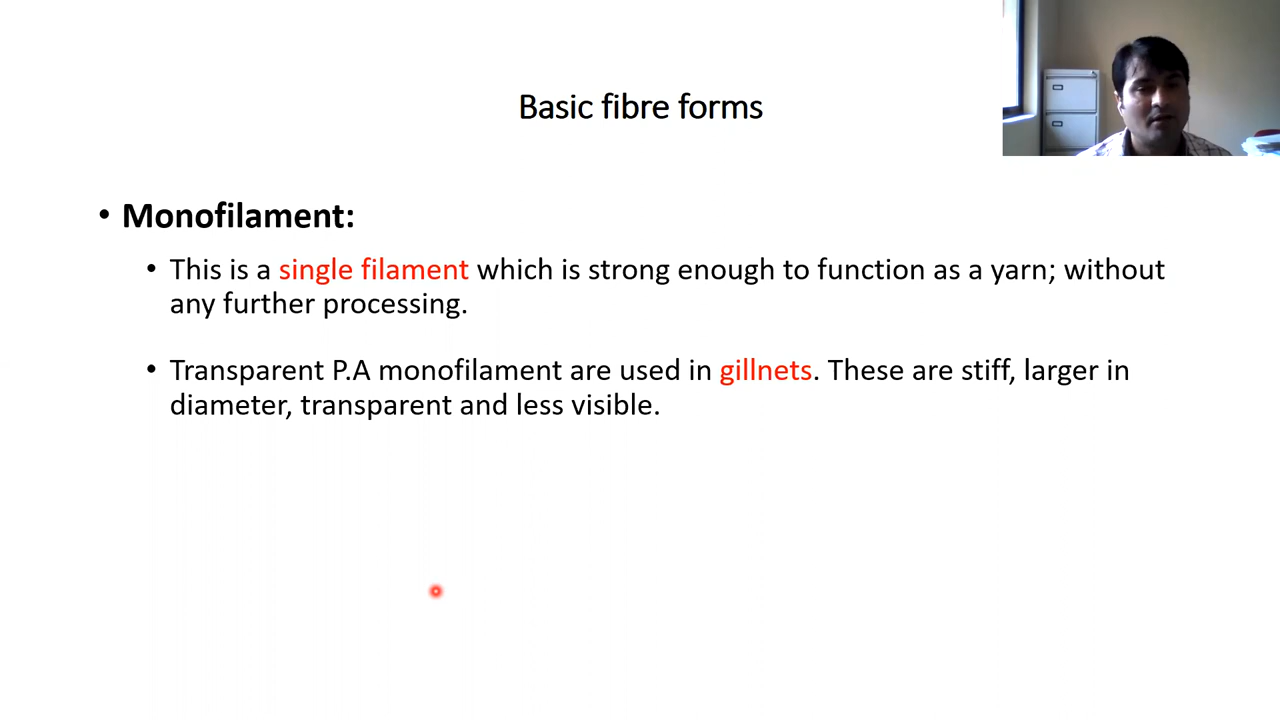 Basic fibre forms
• Monofilament:
• This is a single filament which is strong enough to function as a yarn; without
any further processing.
• Transparent P.A monofilament are used in gillnets. These are stiff, larger in
diameter, transparent and less visible.